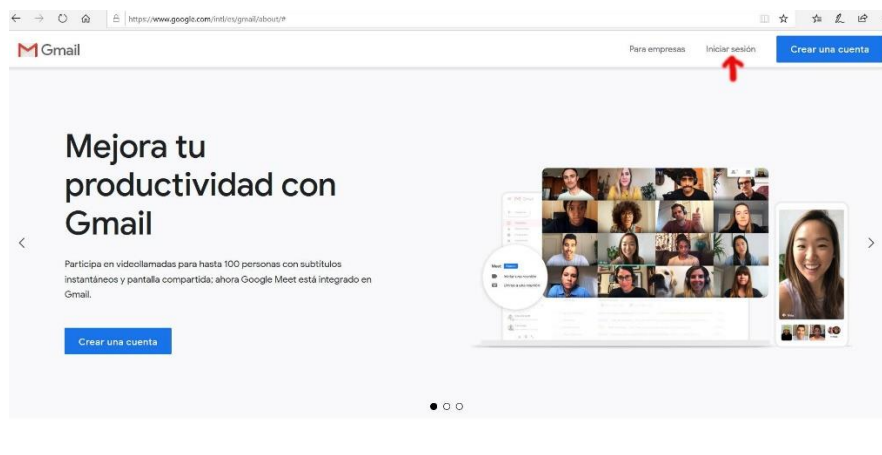 https://www.google.com/intl/es/gmail/about/#
Gmail
Para empresas
Iniciar sesión
Crear una cuenta
Mejora tu
productividad con
Gmail
Participa en videollamadas para hasta 100 personas con subtítulos
instantáneos y pantalla compartida; ahora Google Meet está integrado en
Gmail.
Crear una cuenta
Meet